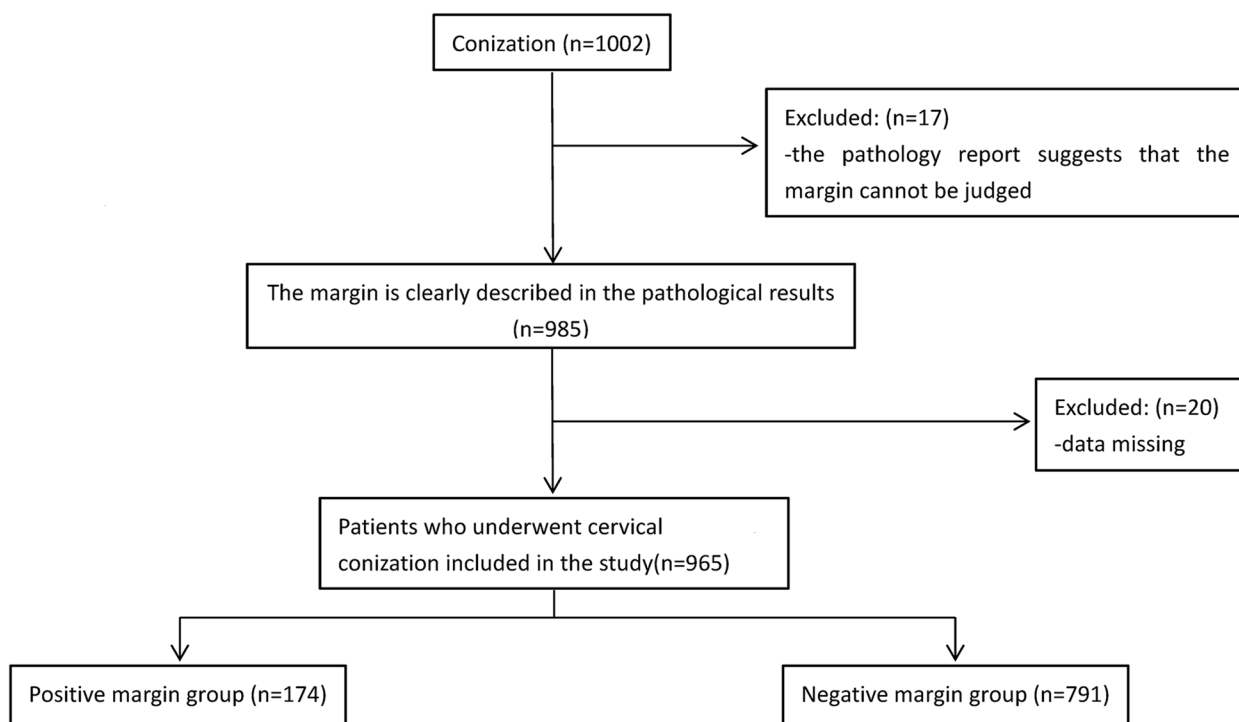 Conization (n=1002)
Excluded: (n=17)
-the pathology report suggests that the
margin cannot be judged
The margin is clearly described in the pathological results
(n=985)
Excluded: (n=20)
-data missing
Patients who underwent cervical
conization included in the study(n=965)
Positive margin group (n=174)
Negative margin group (n=791)